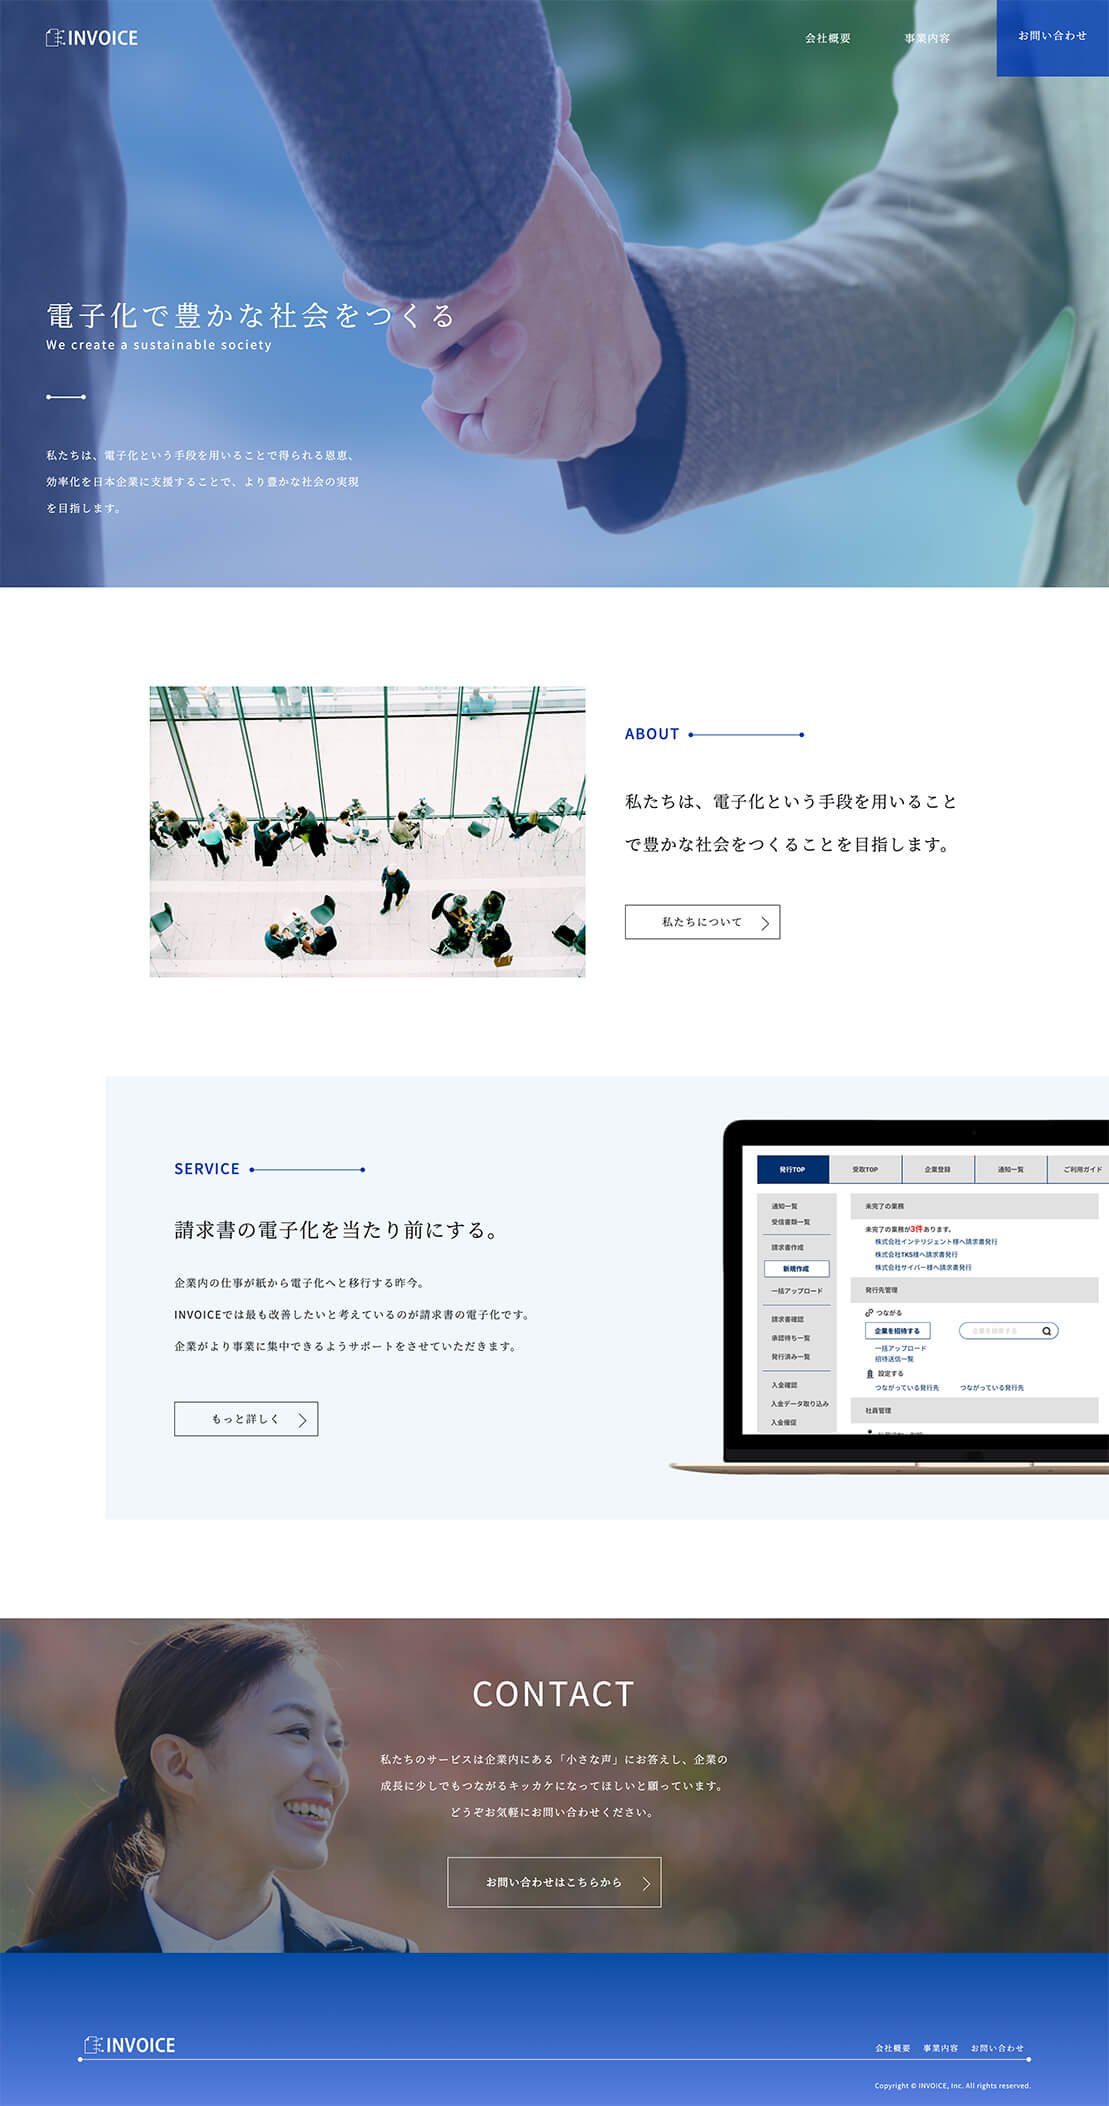 INVOICE
会社概要
事業内容
お問い合わせ
電子化で豊かな社会をつくる
We create a sustainable society
私たちは、電子化という手段を用いることで得られる恩恵、
効率化を日本企業に支援することで、より豊かな社会の実現
を目指します。
ABOUT
私たちは、電子化という手段を用いること
で豊かな社会をつくることを目指します。
私たちについて
SERVICE
請求書の電子化を当たり前にする。
企業内の仕事が紙から電子化へと移行する昨今。
INVOICEでは最も改善したいと考えているのが請求書の電子化です。
企業がより事業に集中できるようサポートをさせていただきます。
もっと詳しく
発行TOP
受取TOP
企業登録
通知一覧
ご利用ガイド
通知一覧
受信書類一覧
請求書作成
新規作成
一括アップロード
請求書確認
承認待ち一覧
発行済み一覧
入金確認
入金データ取り込み
入金催促
未完了の業務
未完了の業務が3件あります。
株式会社インテリジェント様へ請求書発行
株式会社TKS様へ請求書発行
株式会社サイバー様へ請求書発行
発行先管理
つながる
企業を招待する
企業を検索する
一括アップロード
招待送信一覧
設定する
つながっている発行先
つながっている発行先
社員管理
CONTACT
私たちのサービスは企業内にある「小さな声」にお答えし、企業の
成長に少しでもつながるキッカケになってほしいと願っています。
どうぞお気軽にお問い合わせください。
お問い合わせはこちらから
INVOICE
会社概要
事業内容
お問い合わせ
Copyright © INVOICE, Inc. All rights reserved.